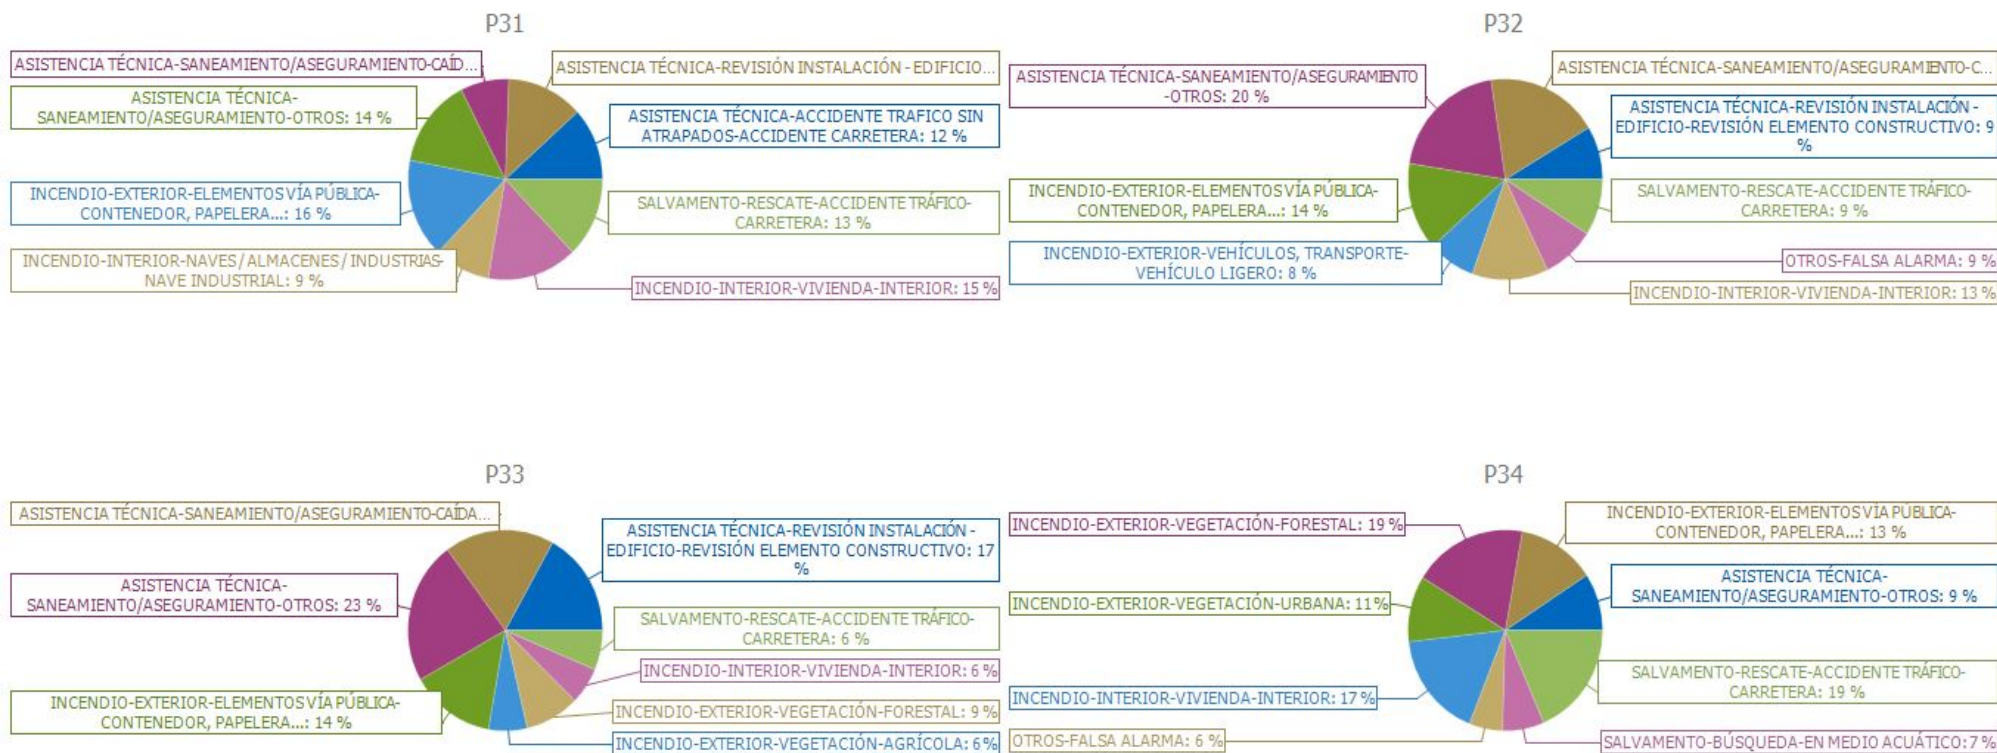 P31
ASISTENCIA TÉCNICA-SANEAMIENTO/ASEGURAMIENTO-CAÍD...
ASISTENCIA TÉCNICA-REVISIÓN INSTALACIÓN - EDIFICIO...
ASISTENCIA TÉCNICA-
SANEAMIENTO/ASEGURAMIENTO-OTROS: 14 %
ASISTENCIA TÉCNICA-ACCIDENTE TRAFICO SIN
ATRAPADOS-ACCIDENTE CARRETERA: 12 %
INCENDIO-EXTERIOR-ELEMENTOS VÍA PÚBLICA-
CONTENEDOR, PAPELERA...: 16 %
SALVAMENTO-RESCATE-ACCIDENTE TRÁFICO-
CARRETERA: 13 %
INCENDIO-INTERIOR-NAVES / ALMACENES / INDUSTRIAS-
NAVE INDUSTRIAL: 9 %
INCENDIO-INTERIOR-VIVIENDA-INTERIOR: 15 %
P32
ASISTENCIA TÉCNICA-SANEAMIENTO/ASEGURAMIENTO
-OTROS: 20 %
ASISTENCIA TÉCNICA-SANEAMIENTO/ASEGURAMIENTO-C...
ASISTENCIA TÉCNICA-REVISIÓN INSTALACIÓN -
EDIFICIO-REVISIÓN ELEMENTO CONSTRUCTIVO: 9
%
INCENDIO-EXTERIOR-ELEMENTOS VÍA PÚBLICA-
CONTENEDOR, PAPELERA...: 14 %
SALVAMENTO-RESCATE-ACCIDENTE TRÁFICO-
CARRETERA: 9 %
INCENDIO-EXTERIOR-VEHÍCULOS, TRANSPORTE-
VEHÍCULO LIGERO: 8 %
OTROS-FALSA ALARMA: 9 %
INCENDIO-INTERIOR-VIVIENDA-INTERIOR: 13 %
P33
ASISTENCIA TÉCNICA-SANEAMIENTO/ASEGURAMIENTO-CAÍDA...
ASISTENCIA TÉCNICA-REVISIÓN INSTALACIÓN -
EDIFICIO-REVISIÓN ELEMENTO CONSTRUCTIVO: 17
%
ASISTENCIA TÉCNICA-
SANEAMIENTO/ASEGURAMIENTO-OTROS: 23 %
SALVAMENTO-RESCATE-ACCIDENTE TRÁFICO-
CARRETERA: 6 %
INCENDIO-INTERIOR-VIVIENDA-INTERIOR: 6 %
INCENDIO-EXTERIOR-ELEMENTOS VÍA PÚBLICA-
CONTENEDOR, PAPELERA...: 14 %
INCENDIO-EXTERIOR-VEGETACIÓN-FORESTAL: 9 %
INCENDIO-EXTERIOR-VEGETACIÓN-AGRÍCOLA: 6 %
P34
INCENDIO-EXTERIOR-VEGETACIÓN-FORESTAL: 19 %
INCENDIO-EXTERIOR-ELEMENTOS VÍA PÚBLICA-
CONTENEDOR, PAPELERA...: 13 %
INCENDIO-EXTERIOR-VEGETACIÓN-URBANA: 11 %
ASISTENCIA TÉCNICA-
SANEAMIENTO/ASEGURAMIENTO-OTROS: 9 %
INCENDIO-INTERIOR-VIVIENDA-INTERIOR: 17 %
SALVAMENTO-RESCATE-ACCIDENTE TRÁFICO-
CARRETERA: 19 %
OTROS-FALSA ALARMA: 6 %
SALVAMENTO-BÚSQUEDA-EN MEDIO ACUÁTICO: 7 %